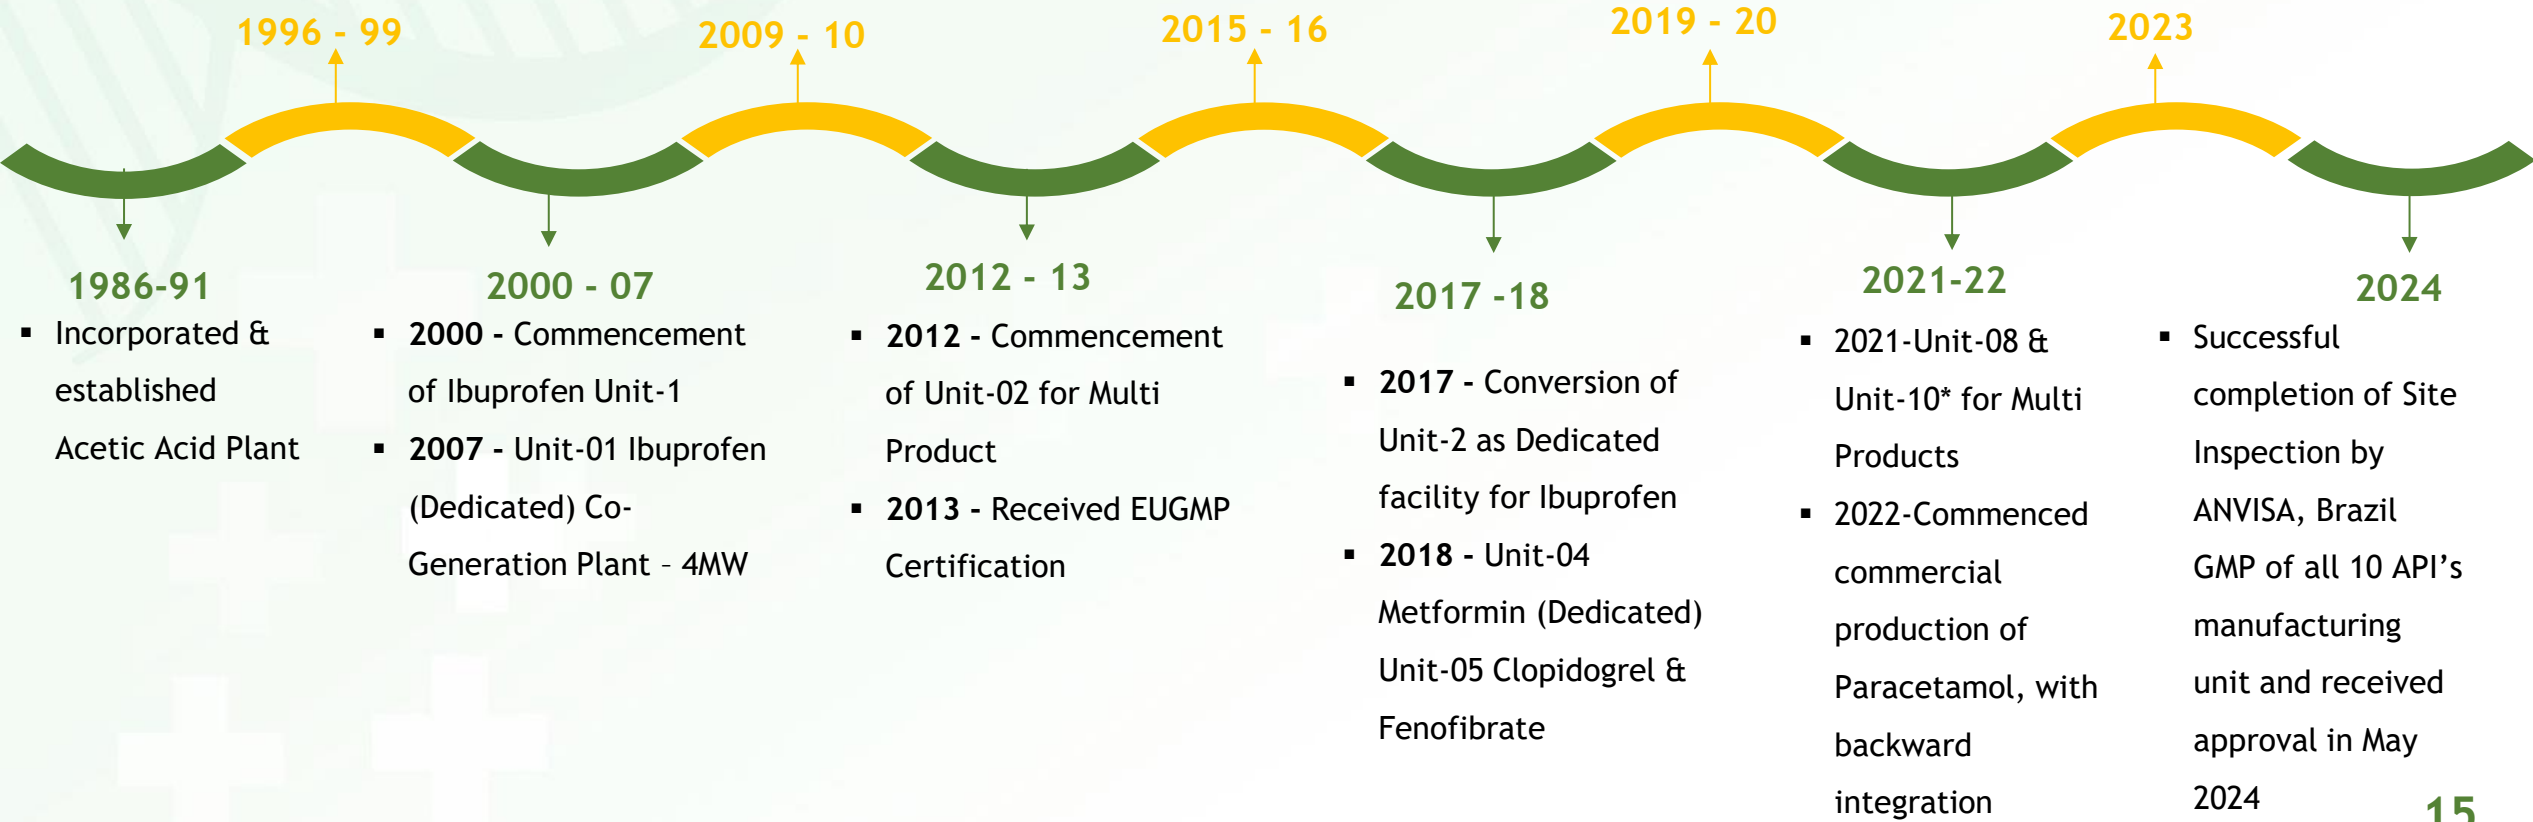 1996 - 99
2009 - 10
2015 - 16
2019 - 20
2023
1986-91
▪ Incorporated &
established
Acetic Acid Plant
2000 - 07
▪ 2000 - Commencement
of Ibuprofen Unit-1
▪ 2007 - Unit-01 Ibuprofen
(Dedicated) Co-
Generation Plant – 4MW
2012 - 13
▪ 2012 - Commencement
of Unit-02 for Multi
Product
▪ 2013 - Received EUGMP
Certification
2017 -18
▪ 2017 - Conversion of
Unit-2 as Dedicated
facility for Ibuprofen
▪ 2018 - Unit-04
Metformin (Dedicated)
Unit-05 Clopidogrel &
Fenofibrate
2021-22
▪ 2021-Unit-08 &
Unit-10* for Multi
Products
▪ 2022-Commenced
commercial
production of
Paracetamol, with
backward
integration
2024
▪ Successful
completion of Site
Inspection by
ANVISA, Brazil
GMP of all 10 API’s
manufacturing
unit and received
approval in May
2024
15